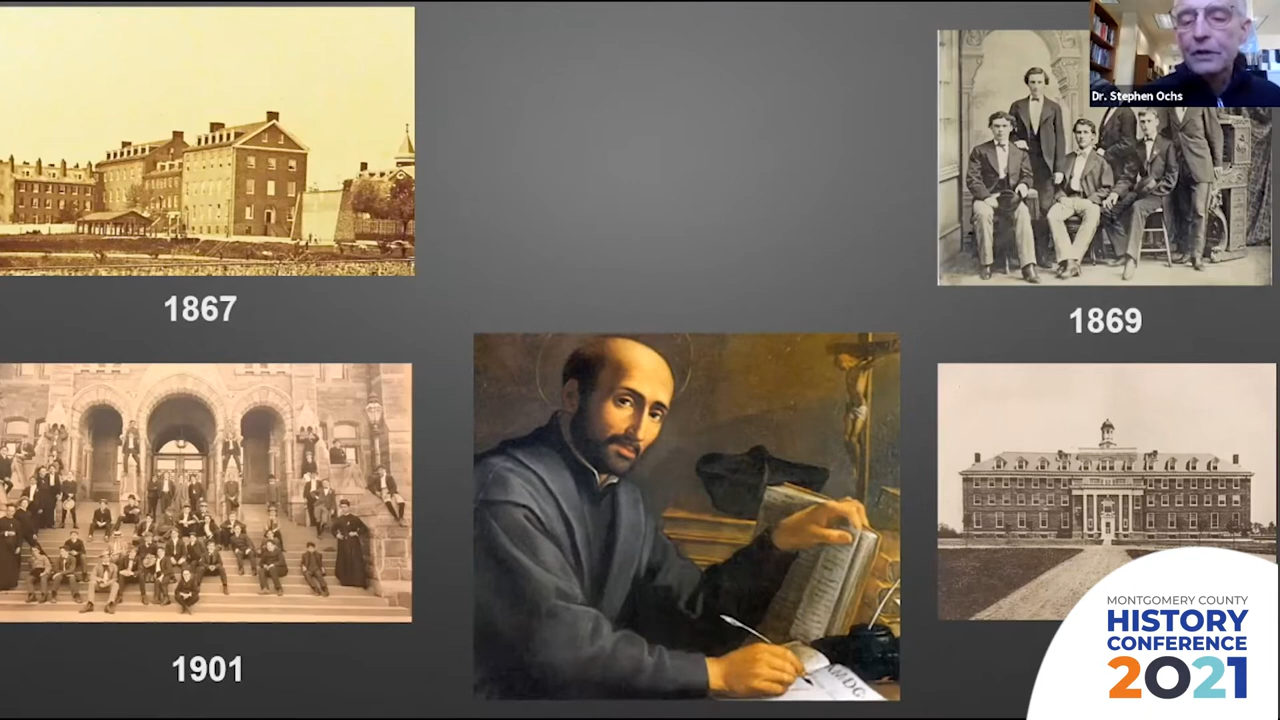 Dr. Stephen Ochs
1867
1869
1901
A.M.D.G.
MONTGOMERY COUNTY
HISTORY
CONFERENCE
2021